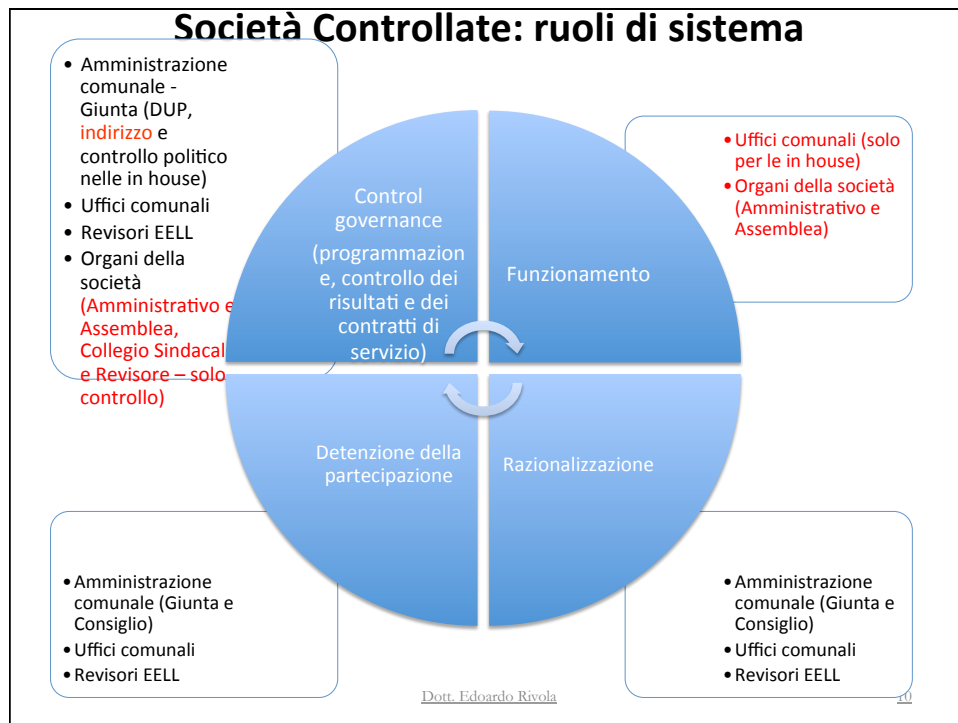 Società Controllate: ruoli di sistema
• Amministrazione
comunale -
Giunta (DUP,
indirizzo e
controllo politico
nelle in house)
• Uffici comunali
• Revisori EELL
• Organi della
società
(Amministrativo e
Assemblea,
Collegio Sindacal
e Revisore – solo
controllo)
Control
governance
(programmazion
e, controllo dei
risultati e dei
contratti di
servizio)
Funzionamento
• Uffici comunali (solo
per le in house)
• Organi della società
(Amministrativo e
Assemblea)
Detenzione della
partecipazione
Razionalizzazione
• Amministrazione
comunale (Giunta e
Consiglio)
• Uffici comunali
• Revisori EELL
• Amministrazione
comunale (Giunta e
Consiglio)
• Uffici comunali
• Revisori EELL
Dott. Edoardo Rivola
10